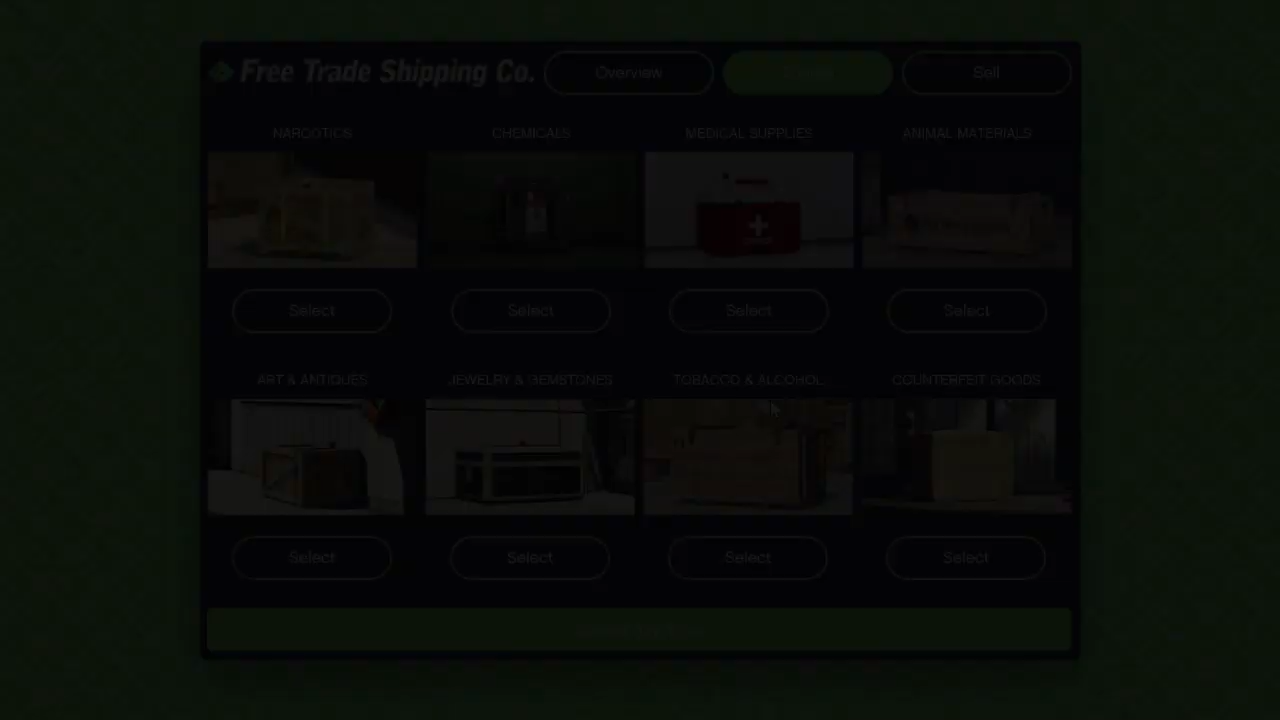 Free Trade Shipping Co.
Overview
Sell
NARCOTICS
CHEMICALS
MEDICAL SUPPLIES
ANIMAL MATERIALS
Select
Select
Select
Select
ART & ANTIQUES
JEWELRY & GEMSTONES
TOBACCO & ALCOHOL
COUNTERFEIT GOODS
Select
Select
Select
Select